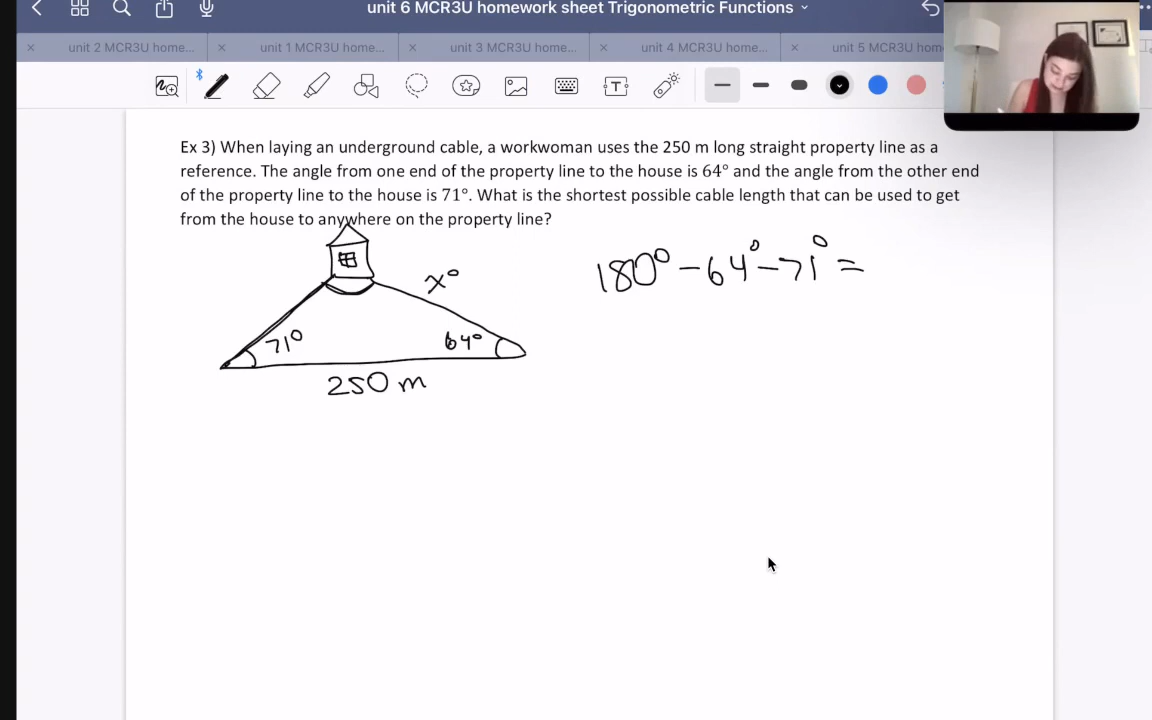 unit 6 MCR3U homework sheet Trigonometric Functions
unit 2 MCR3U home...
unit 1 MCR3U home...
unit 3 MCR3U home...
unit 4 MCR3U home...
unit 5 MCR3U hom
T
Ex 3) When laying an underground cable, a workwoman uses the 250 m long straight property line as a
reference. The angle from one end of the property line to the house is 64° and the angle from the other end
of the property line to the house is 71°. What is the shortest possible cable length that can be used to get
from the house to anywhere on the property line?
180° - 64° - 71° =
x°
71°
64°
250 m